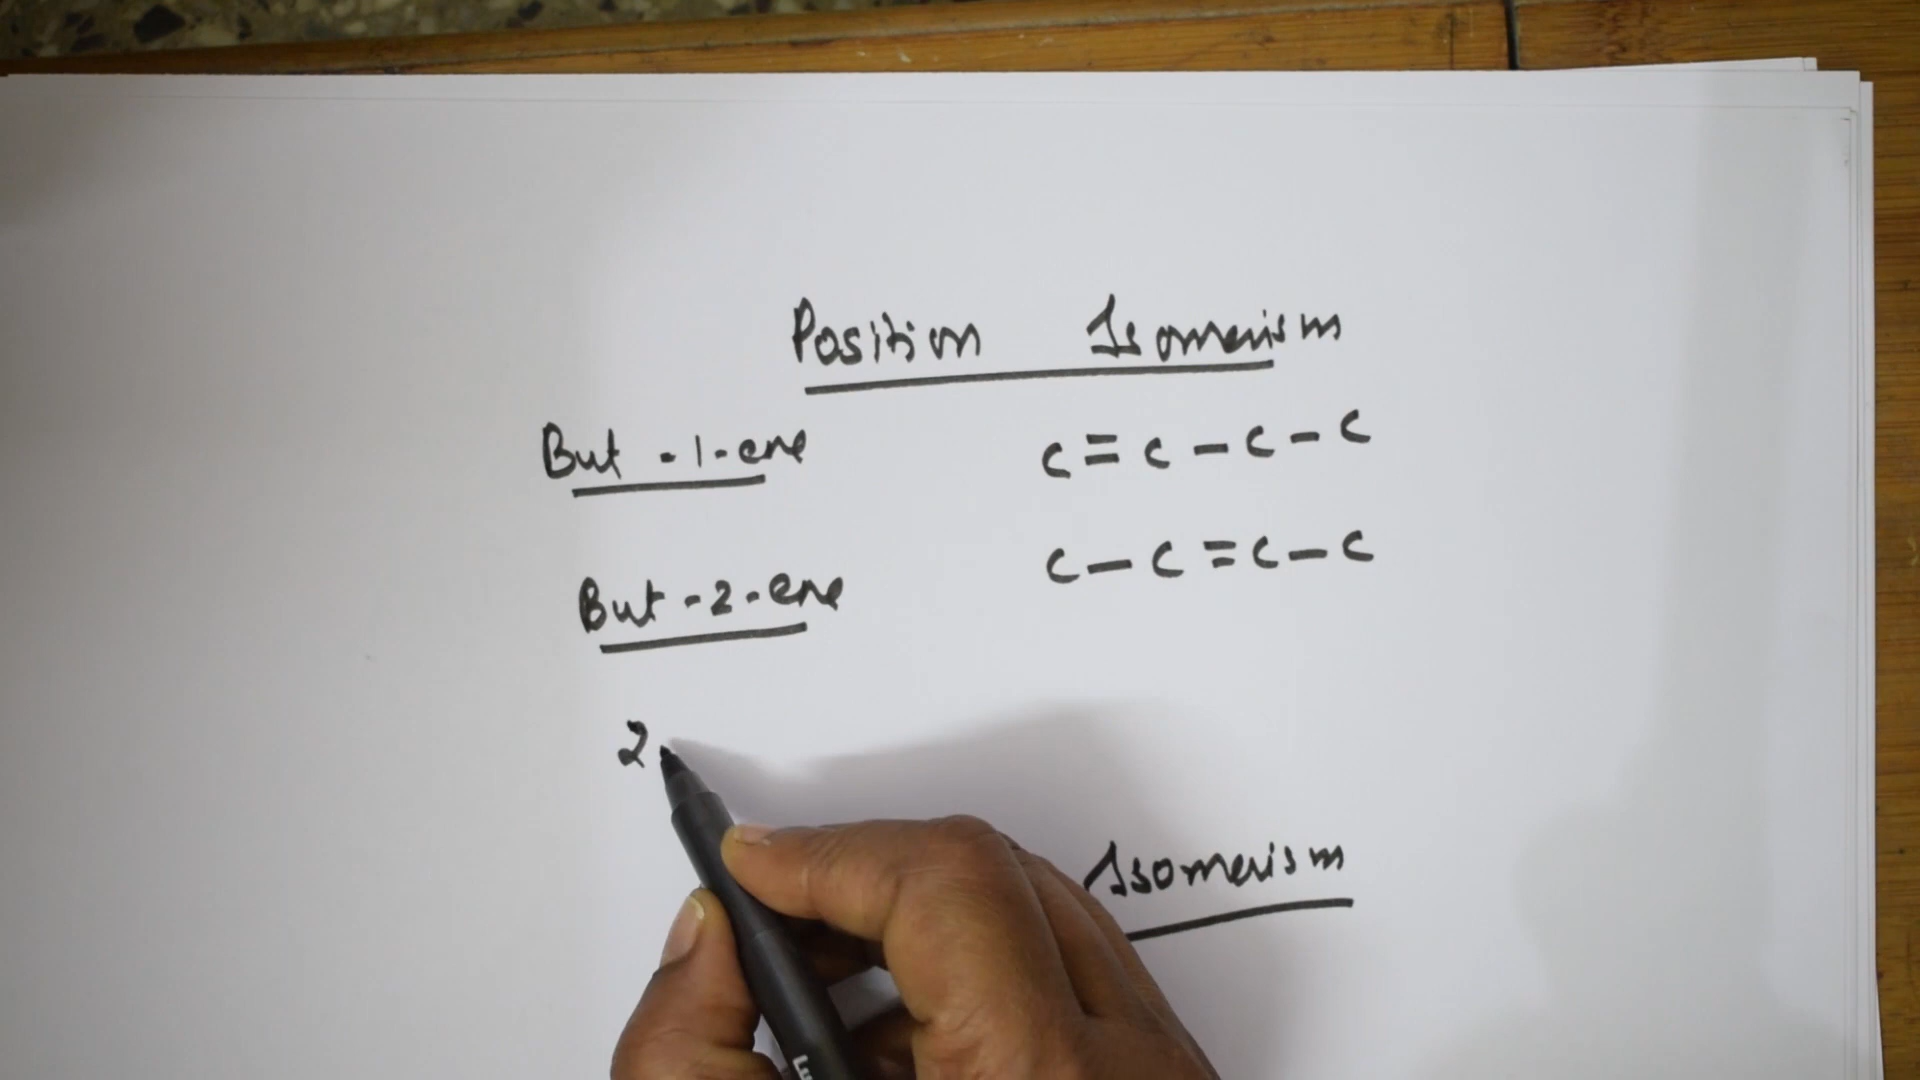 Position Isomerism
But-1-ene C=C-C-C
C-C=C-C
But-2-ene
2
Isomerism